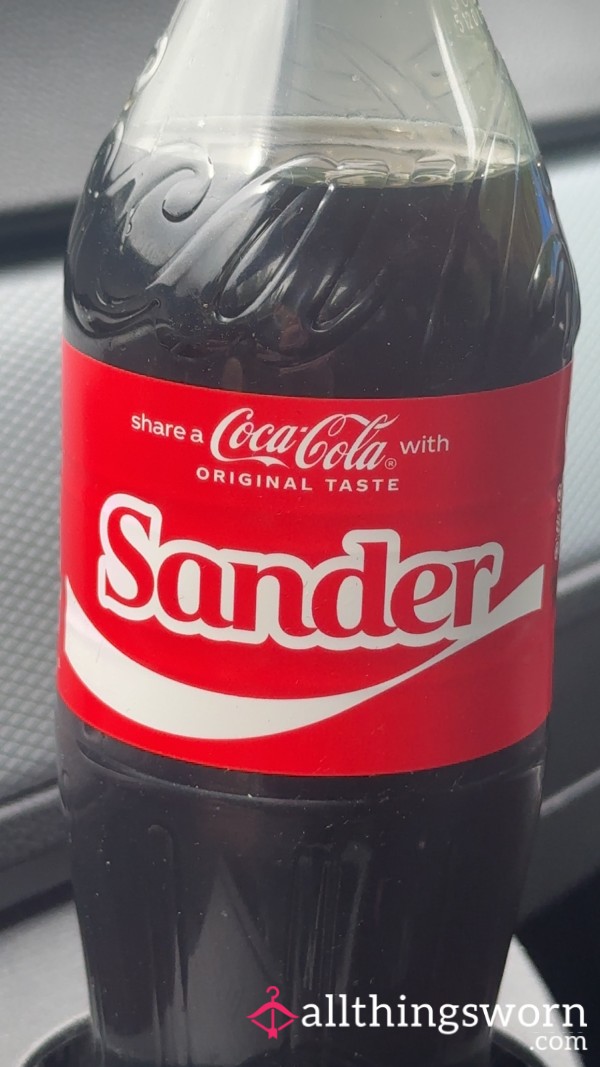 share a Coca-Cola® with
ORIGINAL TASTE
Sander
allthingsworn
.com